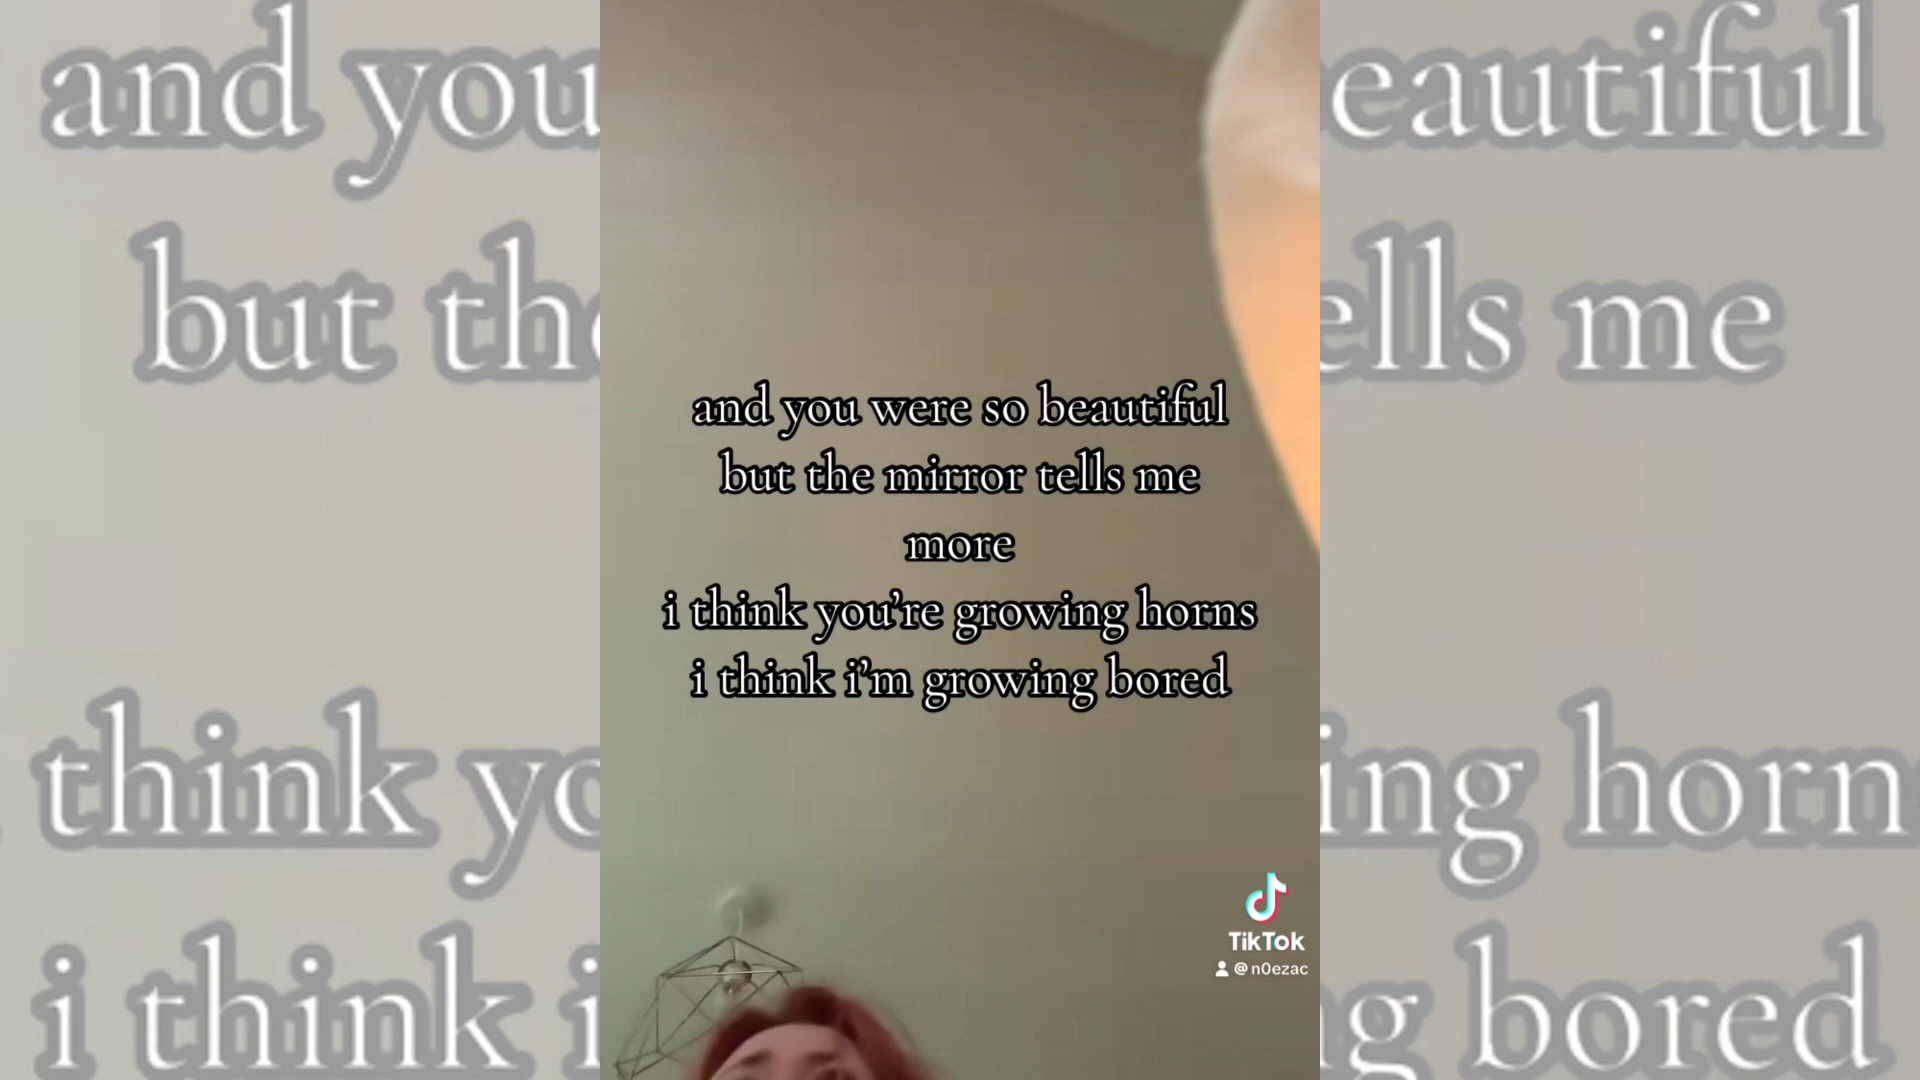 and you were so beautiful
but the mirror tells me
more
i think you're growing horns
i think i'm growing bored
TikTok
@n0ezac